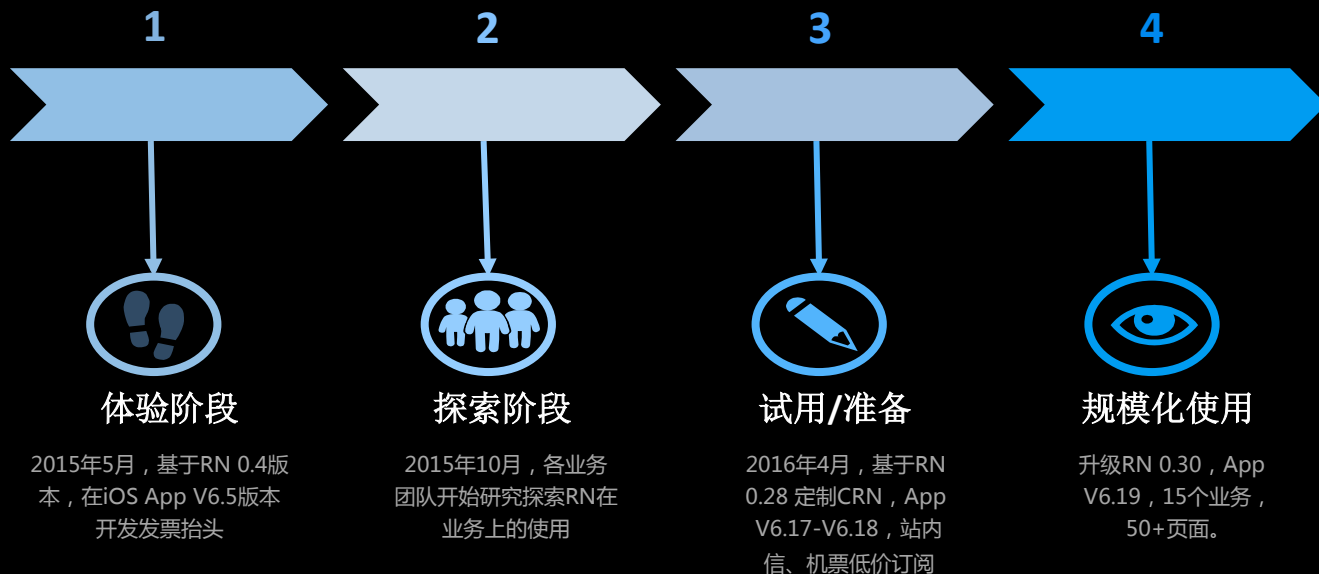 1
2
3
4
体验阶段
2015年5月，基于RN 0.4版
本，在iOS App V6.5版本
开发发票抬头
探索阶段
2015年10月，各业务
团队开始研究探索RN在
业务上的使用
试用/准备
2016年4月，基于RN
0.28 定制CRN，App
V6.17-V6.18，站内
信、机票低价订阅
规模化使用
升级RN 0.30，App
V6.19，15个业务，
50+页面。